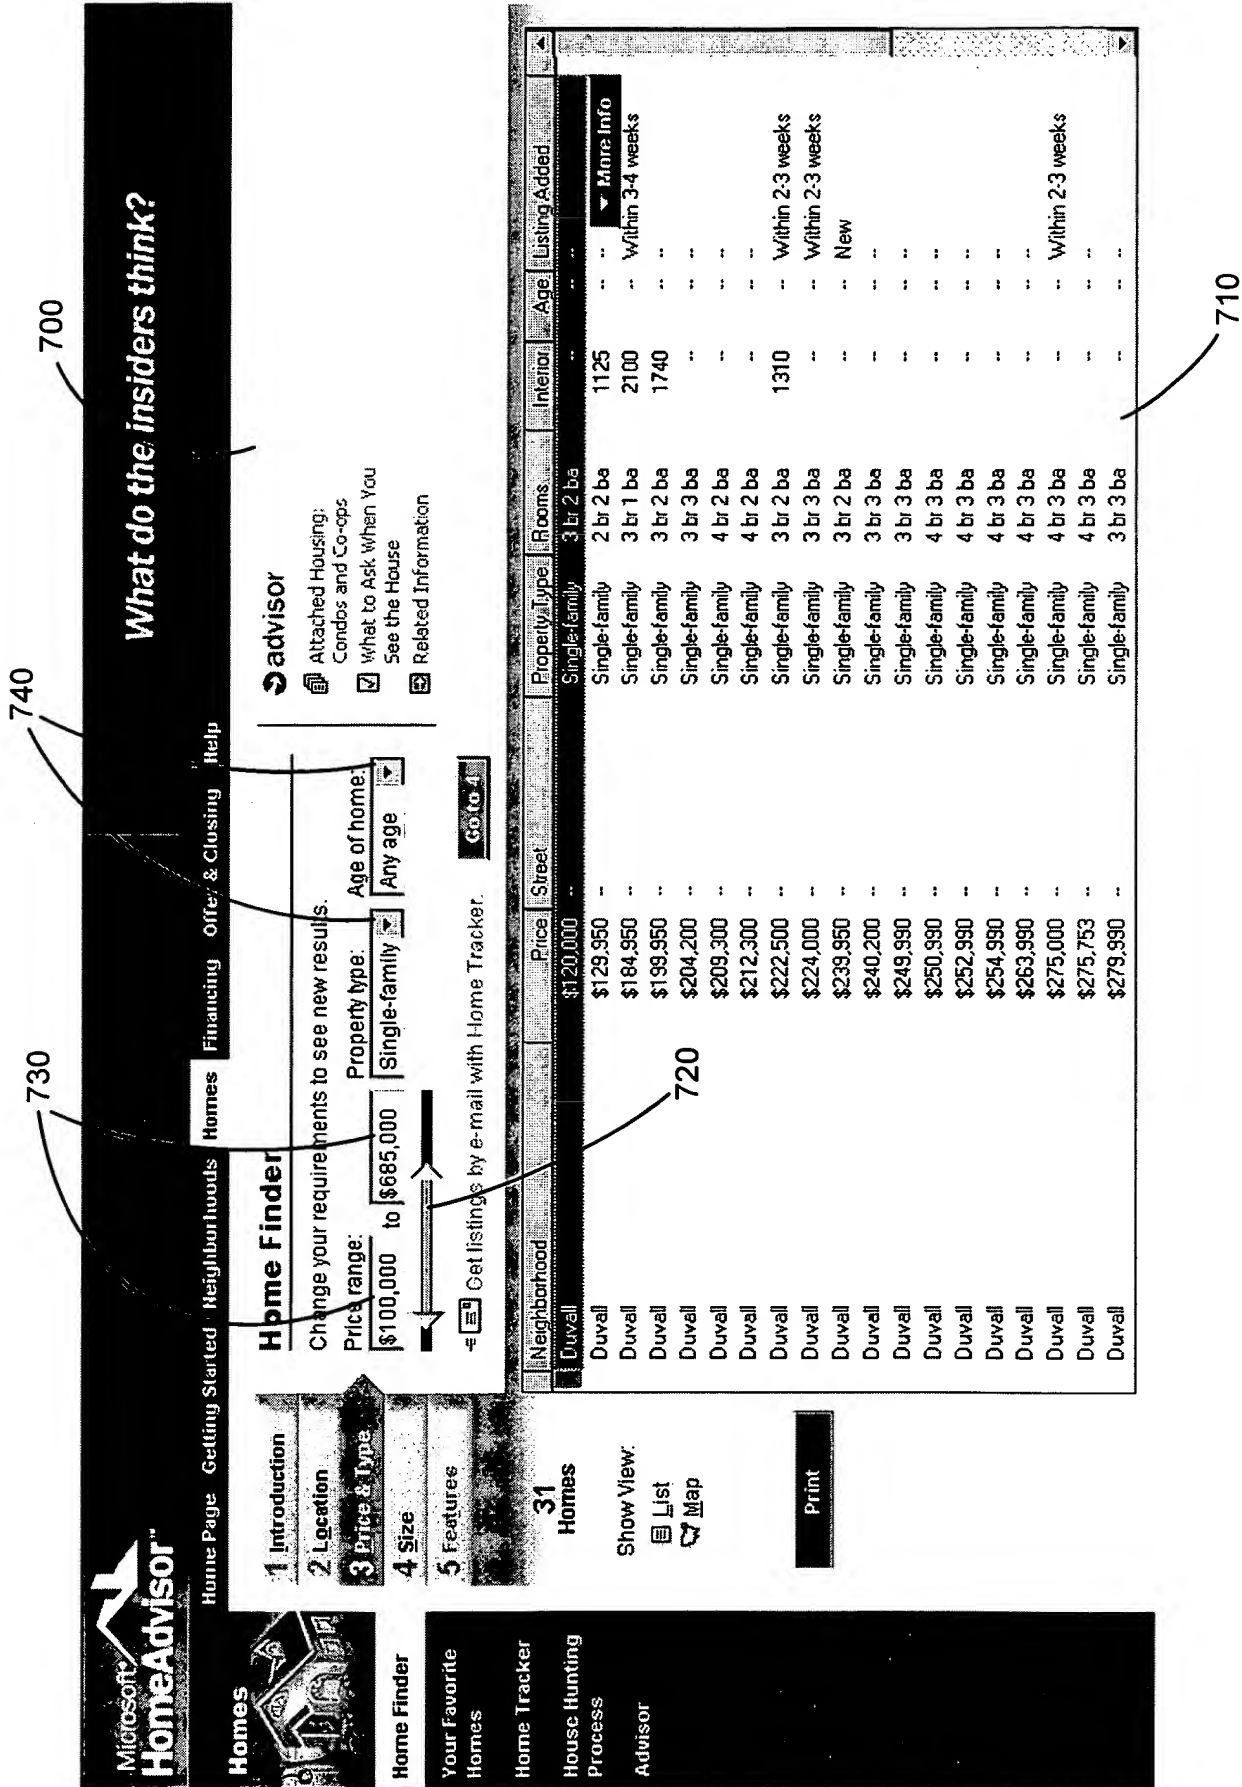 700
740
730
Microsoft
HomeAdvisor™
What do the insiders think?
Home Page Getting Started Neighborhoods Homes Financing Offer & Closing Help
Homes
Home Finder
Your Favorite
Homes
Home Tracker
House Hunting
Process
Advisor
1 Introduction
2 Location
3 Price & Type
4 Size
5 Features
Home Finder
Change your requirements to see new results.
Price range: Property type: Age of home:
$100,000 to $685,000 Single-family Any age
Get listings by e-mail with Home Tracker.
Go to 4
advisor
Attached Housing:
Condos and Co-ops
What to Ask When You
See the House
Related Information
31
Homes
Show View:
List
Map
Print
720
Neighborhood Price Street Property Type Rooms Interior Age Listing Added
Duvall $120,000 -- Single-family 3 br 2 ba -- -- --
Duvall $129,950 -- Single-family 2 br 2 ba 1125 -- -- More Info
Duvall $184,950 -- Single-family 3 br 1 ba 2100 -- Within 3-4 weeks
Duvall $199,950 -- Single-family 3 br 2 ba 1740 -- --
Duvall $204,200 -- Single-family 3 br 3 ba -- -- --
Duvall $209,300 -- Single-family 4 br 2 ba -- -- --
Duvall $212,300 -- Single-family 4 br 2 ba -- -- --
Duvall $222,500 -- Single-family 3 br 2 ba 1310 -- Within 2-3 weeks
Duvall $224,000 -- Single-family 3 br 3 ba -- -- Within 2-3 weeks
Duvall $239,950 -- Single-family 3 br 2 ba -- -- New
Duvall $240,200 -- Single-family 3 br 3 ba -- -- --
Duvall $249,990 -- Single-family 3 br 3 ba -- -- --
Duvall $250,990 -- Single-family 4 br 3 ba -- -- --
Duvall $252,990 -- Single-family 4 br 3 ba -- -- --
Duvall $254,990 -- Single-family 4 br 3 ba -- -- --
Duvall $263,990 -- Single-family 4 br 3 ba -- -- --
Duvall $275,000 -- Single-family 4 br 3 ba -- -- Within 2-3 weeks
Duvall $275,753 -- Single-family 4 br 3 ba -- -- --
Duvall $279,990 -- Single-family 3 br 3 ba -- -- --
710